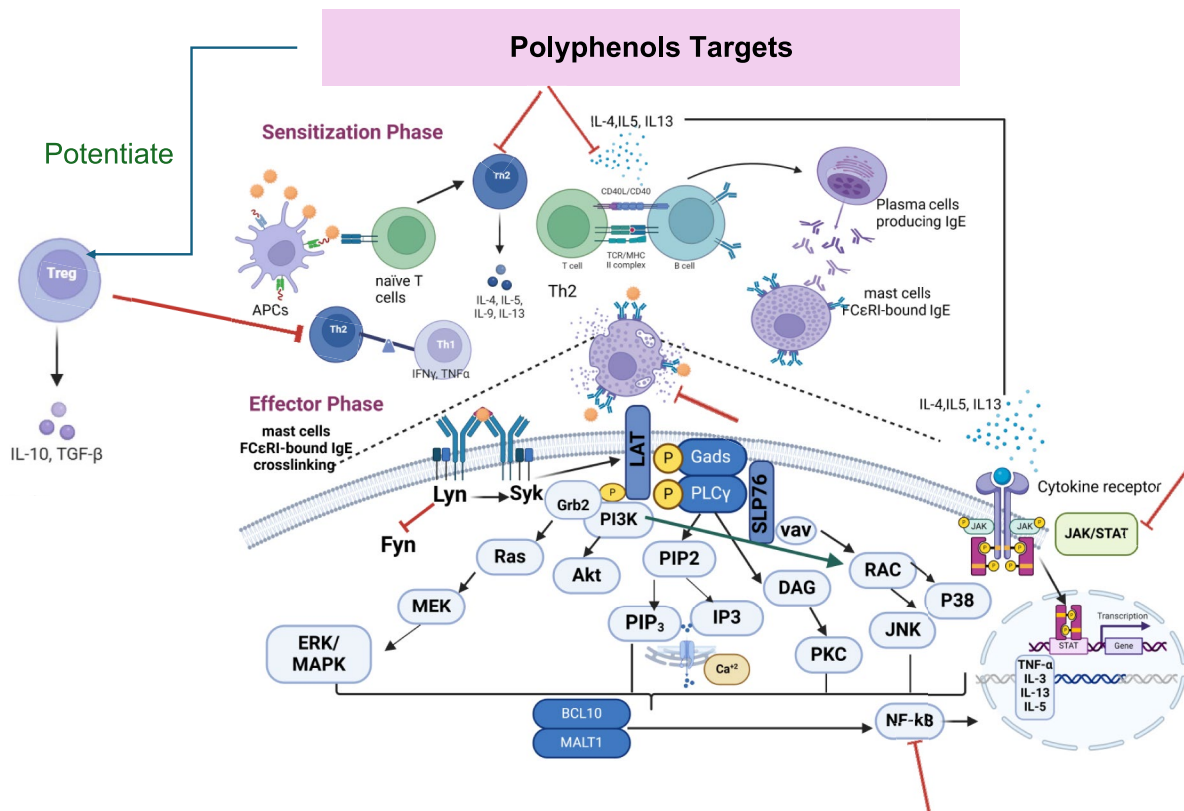 Polyphenols Targets
Potentiate
Sensitization Phase
IL-4,IL5, IL13
Th2
CD40L/CD40
Plasma cells
producing IgE
Treg
APCs
naïve T
cells
IL-4, IL-5,
IL-9, IL-13
T cell
TCR/MHC
II complex
B cell
Th2
mast cells
FCεRI-bound IgE
Th2
Th1
IFNγ, TNFα
IL-10, TGF-β
Effector Phase
mast cells
FCεRI-bound IgE
crosslinking
IL-4,IL5, IL13
LAT
P
Gads
P
PLCγ
SLP76
Lyn
Syk
Grb2
P
PI3K
vav
Fyn
Cytokine receptor
P
JAK
JAK
P
P
P
P
P
JAK/STAT
Ras
Akt
PIP2
RAC
DAG
P38
MEK
PIP₃
IP3
JNK
ERK/
MAPK
Ca⁺²
PKC
P
P
P
P
STAT
Transcription
Gene
TNF-α
IL-3
IL-13
IL-5
BCL10
MALT1
NF-kB